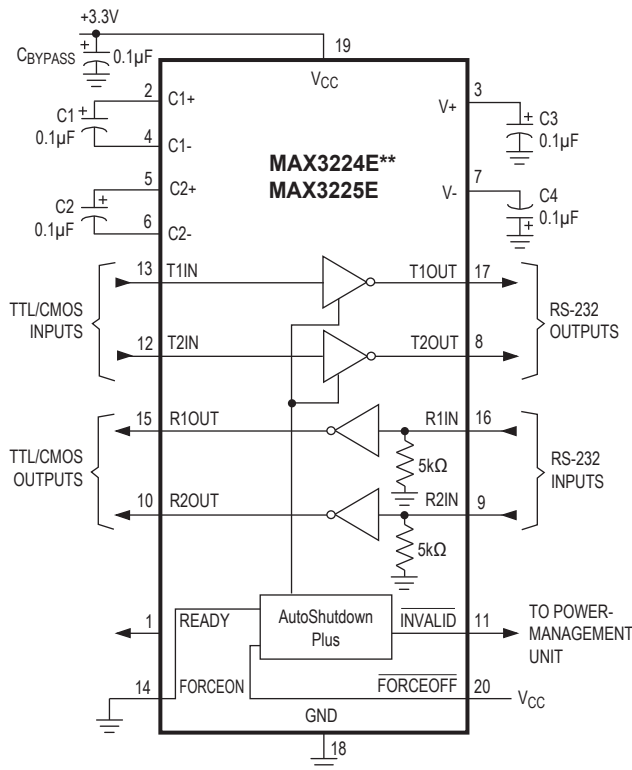 +3.3V
CBYPASS
+
0.1µF
19
VCC
2
C1+
C1
+
0.1µF
4
C1-
5
C2+
C2
+
0.1µF
6
C2-
MAX3224E**
MAX3225E
3
V+
+
C3
0.1µF
7
V-
C4
0.1µF
+
TTL/CMOS
INPUTS
13
T1IN
T1OUT
17
12
T2IN
T2OUT
8
RS-232
OUTPUTS
TTL/CMOS
OUTPUTS
15
R1OUT
R1IN
16
5kΩ
10
R2OUT
R2IN
9
5kΩ
RS-232
INPUTS
1
READY
AutoShutdown
Plus
INVALID
11
TO POWER-
MANAGEMENT
UNIT
14
FORCEON
FORCEOFF
20
VCC
GND
18